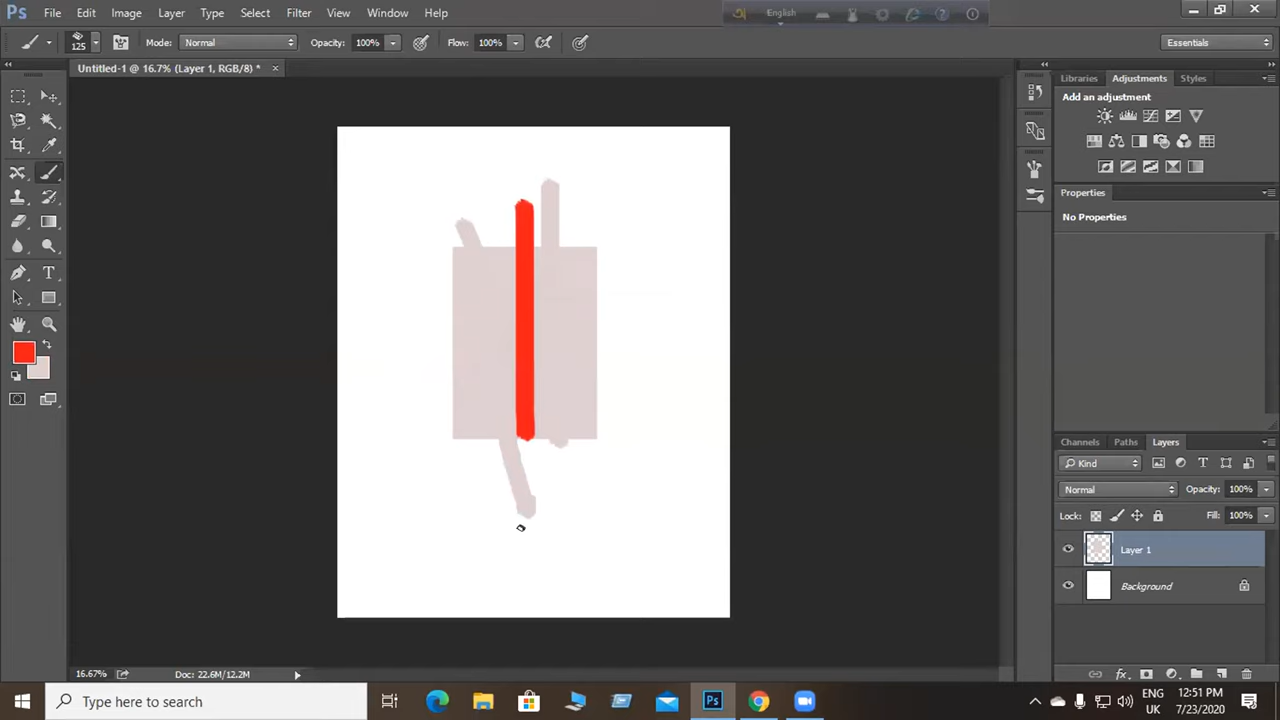 Ps File Edit Image Layer Type Select Filter View Window Help
English
125 Mode: Normal Opacity: 100% Flow: 100% Essentials
Untitled-1 @ 16.7% (Layer 1, RGB/8) *
Libraries Adjustments Styles
Add an adjustment
Properties
No Properties
Channels Paths Layers
Kind
Normal Opacity: 100%
Lock: Fill: 100%
Layer 1
Background
16.67% Doc: 22.6M/12.2M
Type here to search
Ps
ENG
UK
12:51 PM
7/23/2020